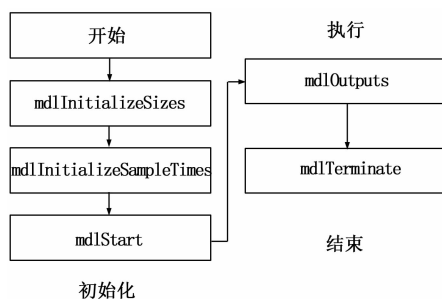 开始
mdlInitializeSizes
mdlInitializeSampleTimes
mdlStart
初始化
执行
mdlOutputs
mdlTerminate
结束